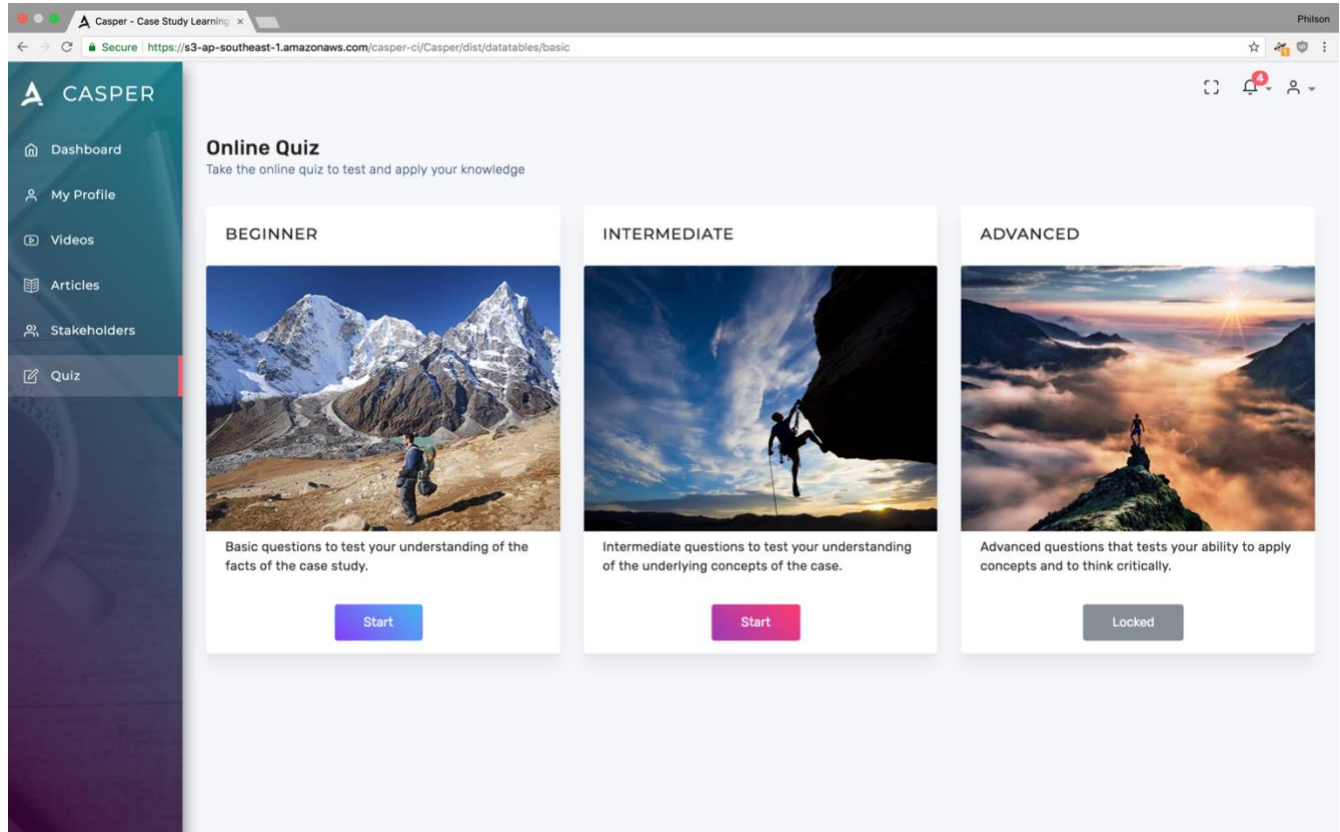 Casper - Case Study Learning
Philson
Secure https://s3-ap-southeast-1.amazonaws.com/casper-ci/Casper/dist/datatables/basic
CASPER
4
Dashboard
My Profile
Videos
Articles
Stakeholders
Quiz
Online Quiz
Take the online quiz to test and apply your knowledge
BEGINNER
Basic questions to test your understanding of the
facts of the case study.
Start
INTERMEDIATE
Intermediate questions to test your understanding
of the underlying concepts of the case.
Start
ADVANCED
Advanced questions that tests your ability to apply
concepts and to think critically.
Locked